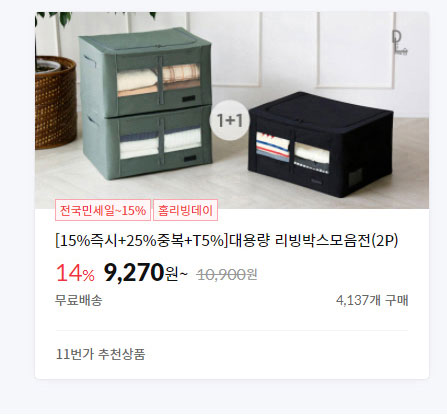 1+1
전국민세일~15% 홈리빙데이
[15%즉시+25%중복+T5%]대용량 리빙박스모음전(2P)
14% 9,270원~ 10,900원
무료배송 4,137개 구매
11번가 추천상품